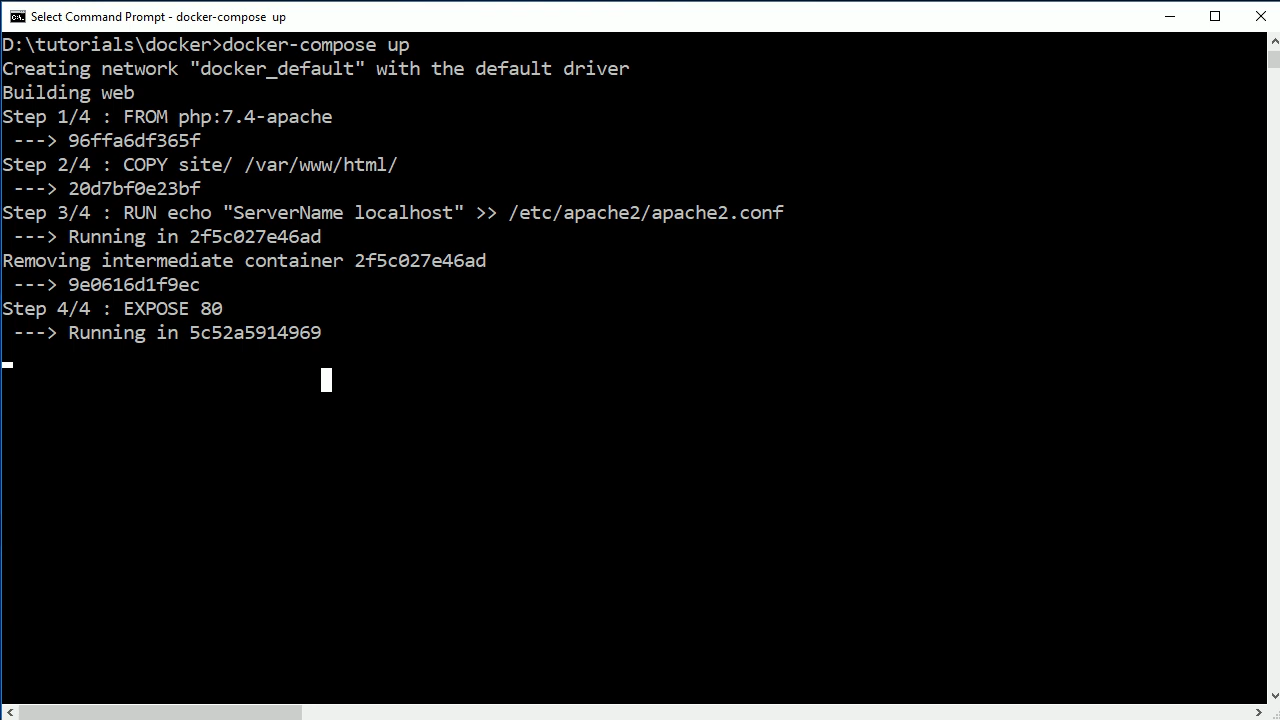 Select Command Prompt - docker-compose  up
D:\tutorials\docker>docker-compose up
Creating network "docker_default" with the default driver
Building web
Step 1/4 : FROM php:7.4-apache
 ---> 96ffa6df365f
Step 2/4 : COPY site/ /var/www/html/
 ---> 20d7bf0e23bf
Step 3/4 : RUN echo "ServerName localhost" >> /etc/apache2/apache2.conf
 ---> Running in 2f5c027e46ad
Removing intermediate container 2f5c027e46ad
 ---> 9e0616d1f9ec
Step 4/4 : EXPOSE 80
 ---> Running in 5c52a5914969